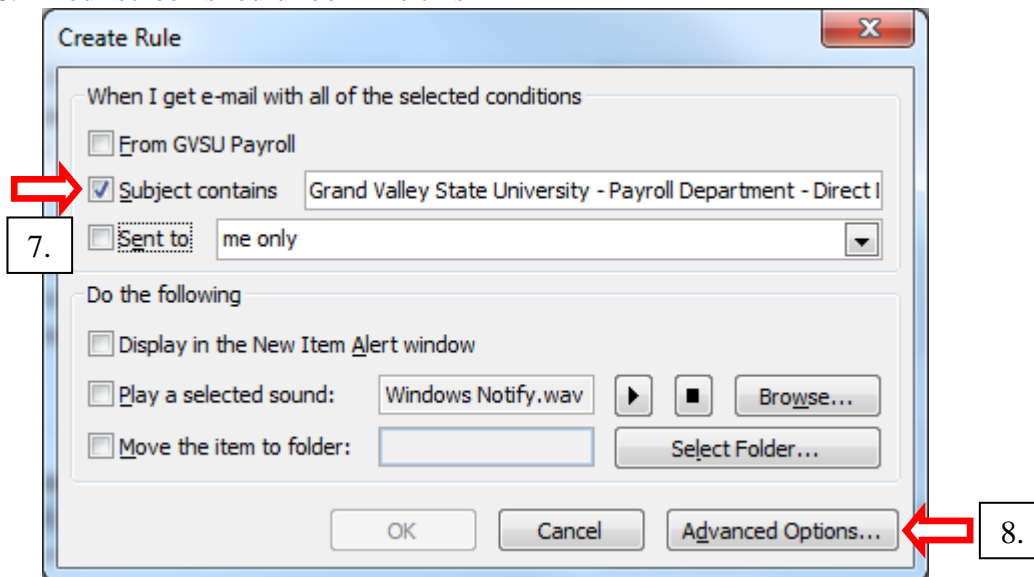 Create Rule
When I get e-mail with all of the selected conditions
From GVSU Payroll
Subject contains Grand Valley State University - Payroll Department - Direct
7.
Sent to me only
Do the following
Display in the New Item Alert window
Play a selected sound: Windows Notify.wav Browse...
Move the item to folder: Select Folder...
OK Cancel Advanced Options...
8.